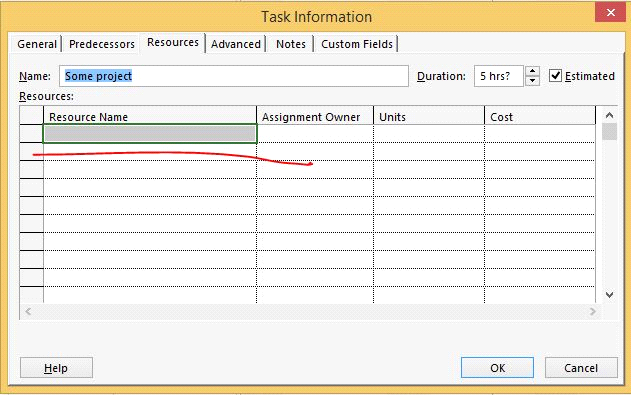 Task Information
General Predecessors Resources Advanced Notes Custom Fields
Name: Some project Duration: 5 hrs? Estimated
Resources:
Resource Name Assignment Owner Units Cost
Help OK Cancel